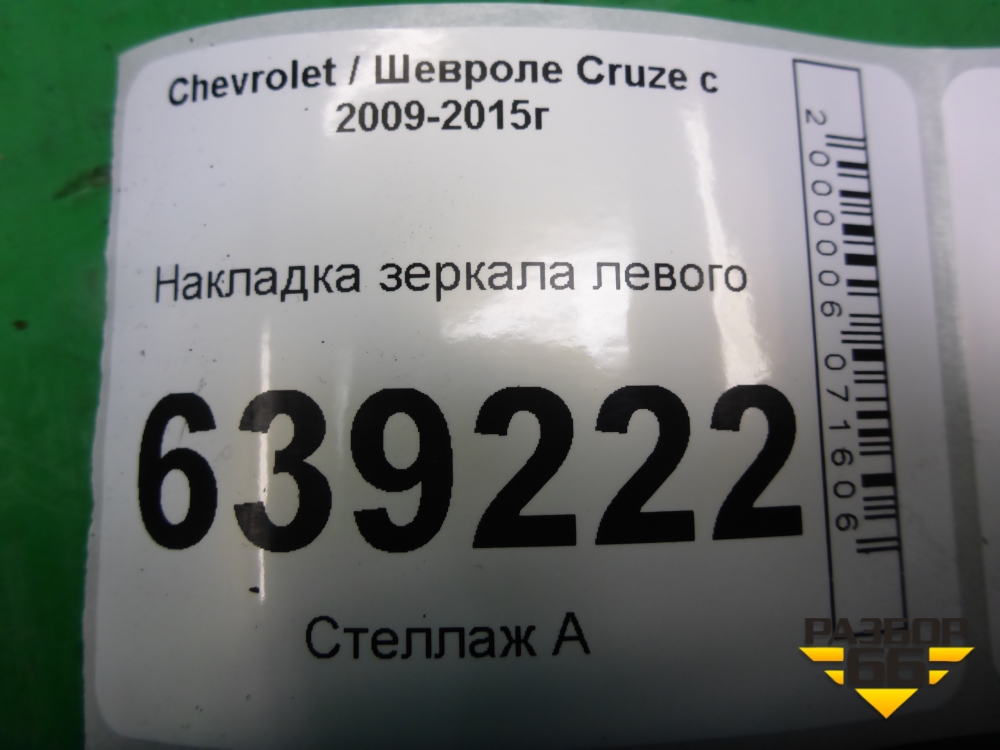 Chevrolet / Шевроле Cruze с
2009-2015г
Накладка зеркала левого
639222
Стеллаж А
2000006071606
РАЗБОР
66